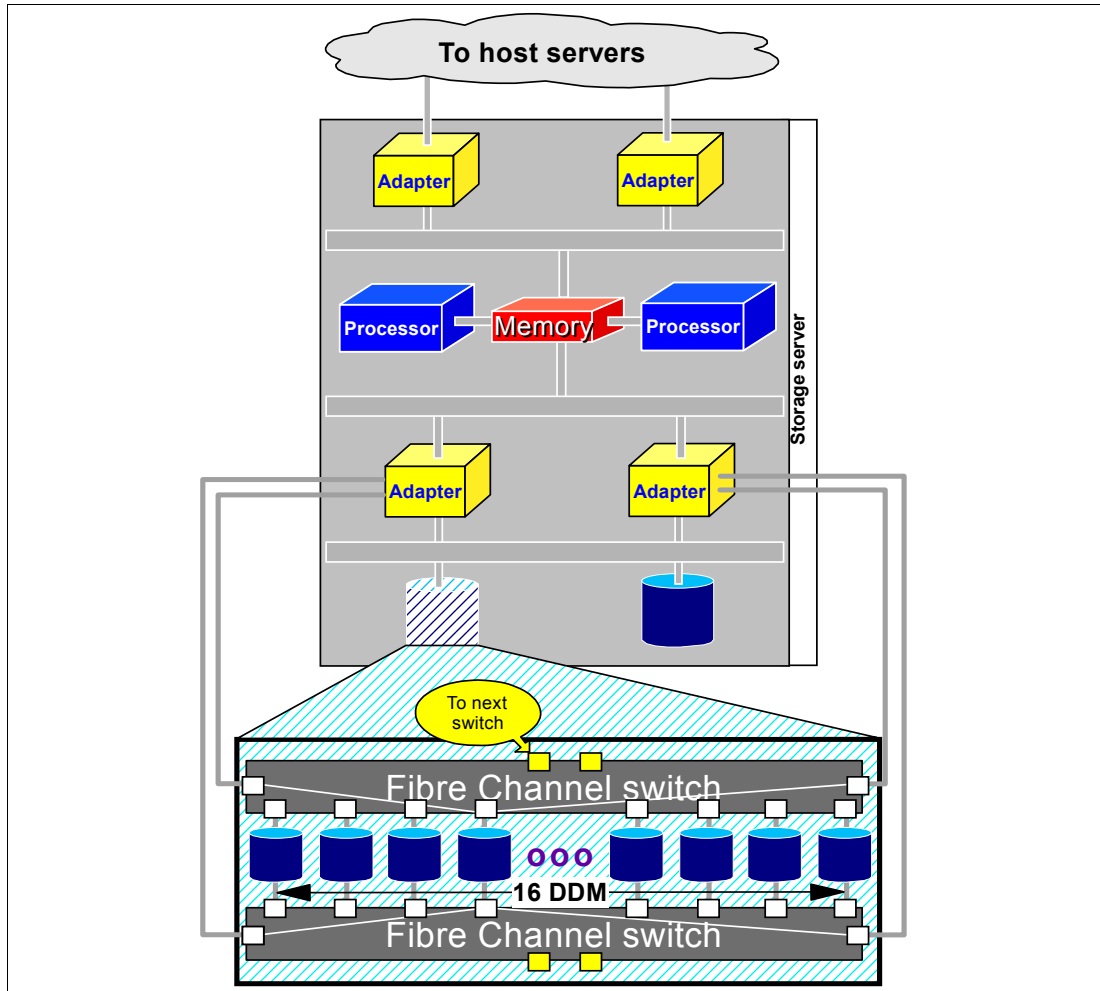 To host servers
Adapter
Adapter
Processor
Memory
Processor
Storage server
Adapter
Adapter
To next
switch
Fibre Channel switch
ooo
16 DDM
Fibre Channel switch